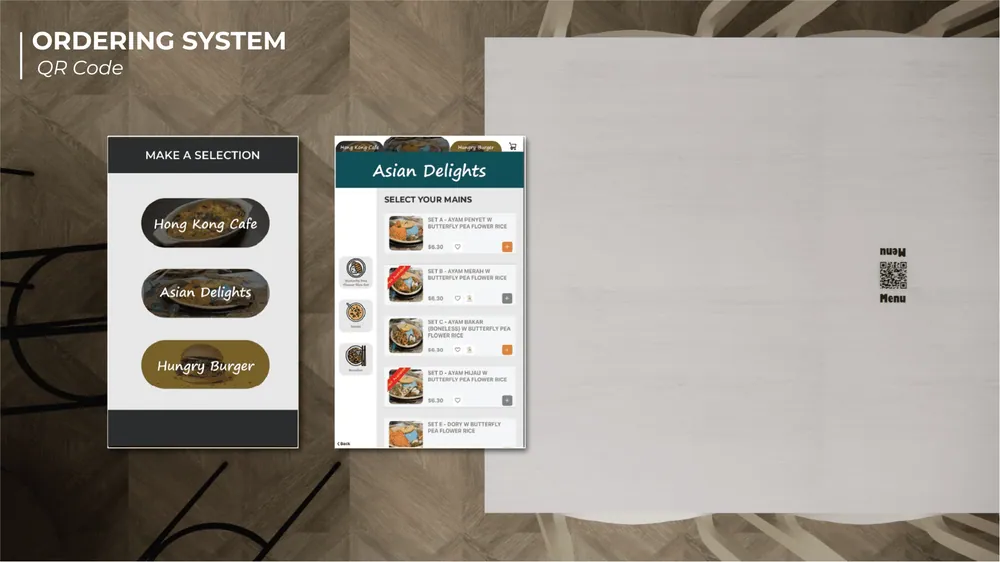 ORDERING SYSTEM
QR Code
MAKE A SELECTION
Hong Kong Cafe
Asian Delights
Hungry Burger
Hong Kong Cafe
Hungry Burger
Asian Delights
SELECT YOUR MAINS
SET A - AYAM PENYET W
BUTTERFLY PEA FLOWER RICE
$6.30
SET B - AYAM MERAH W
BUTTERFLY PEA FLOWER RICE
$6.30
SET C - AYAM BAKAR
(BONELESS) W BUTTERFLY PEA
FLOWER RICE
$6.30
SET D - AYAM HIJAU W
BUTTERFLY PEA FLOWER RICE
$6.30
SET E - DORY W BUTTERFLY
PEA FLOWER RICE
Back
Menu
Menu